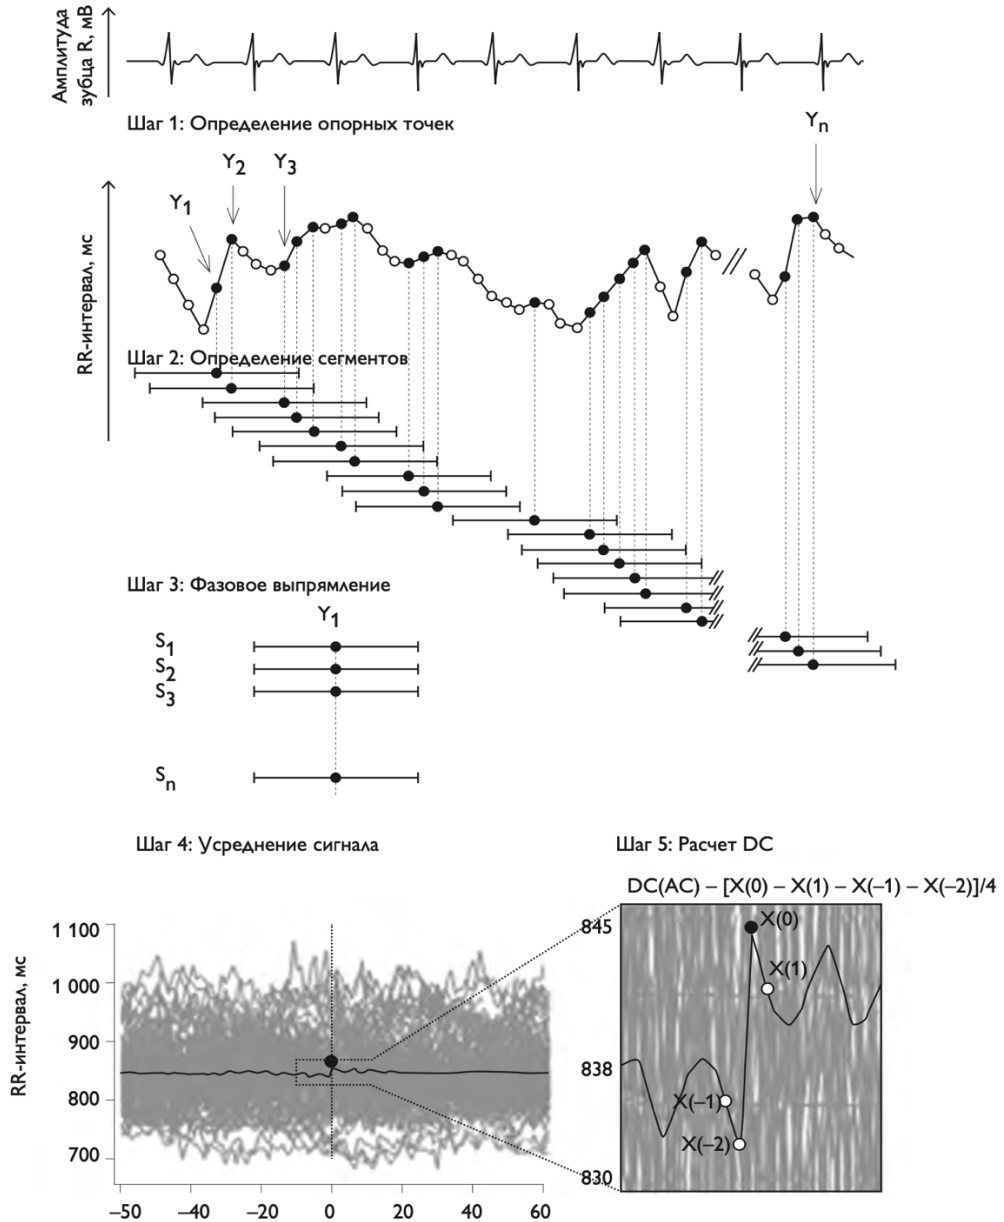 Амплитуда
зубца R, мВ
Шаг 1: Определение опорных точек
Yn
Y2
Y3
Y1
RR-интервал, мс
Шаг 2: Определение сегментов
Шаг 3: Фазовое выпрямление
Y1
S1
S2
S3
Sn
Шаг 4: Усреднение сигнала
Шаг 5: Расчет DC
DC(AC) – [X(0) – X(1) – X(–1) – X(–2)]/4
RR-интервал, мс
1 100
1 000
900
800
700
–50
–40
–20
0
20
40
60
845
838
830
X(0)
X(1)
X(–1)
X(–2)